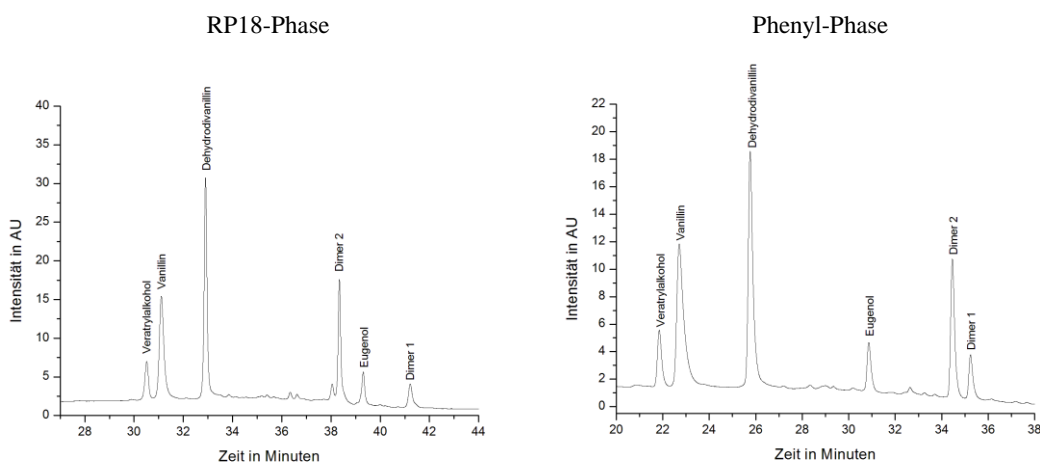 RP18-Phase
Intensität in AU
40
35
30
25
20
15
10
5
0
Veratrylalkohol
Vanillin
Dehydrodivanillin
Dimer 2
Eugenol
Dimer 1
28 30 32 34 36 38 40 42 44
Zeit in Minuten
Phenyl-Phase
Intensität in AU
22
20
18
16
14
12
10
8
6
4
2
0
Veratrylalkohol
Vanillin
Dehydrodivanillin
Eugenol
Dimer 2
Dimer 1
20 22 24 26 28 30 32 34 36 38
Zeit in Minuten